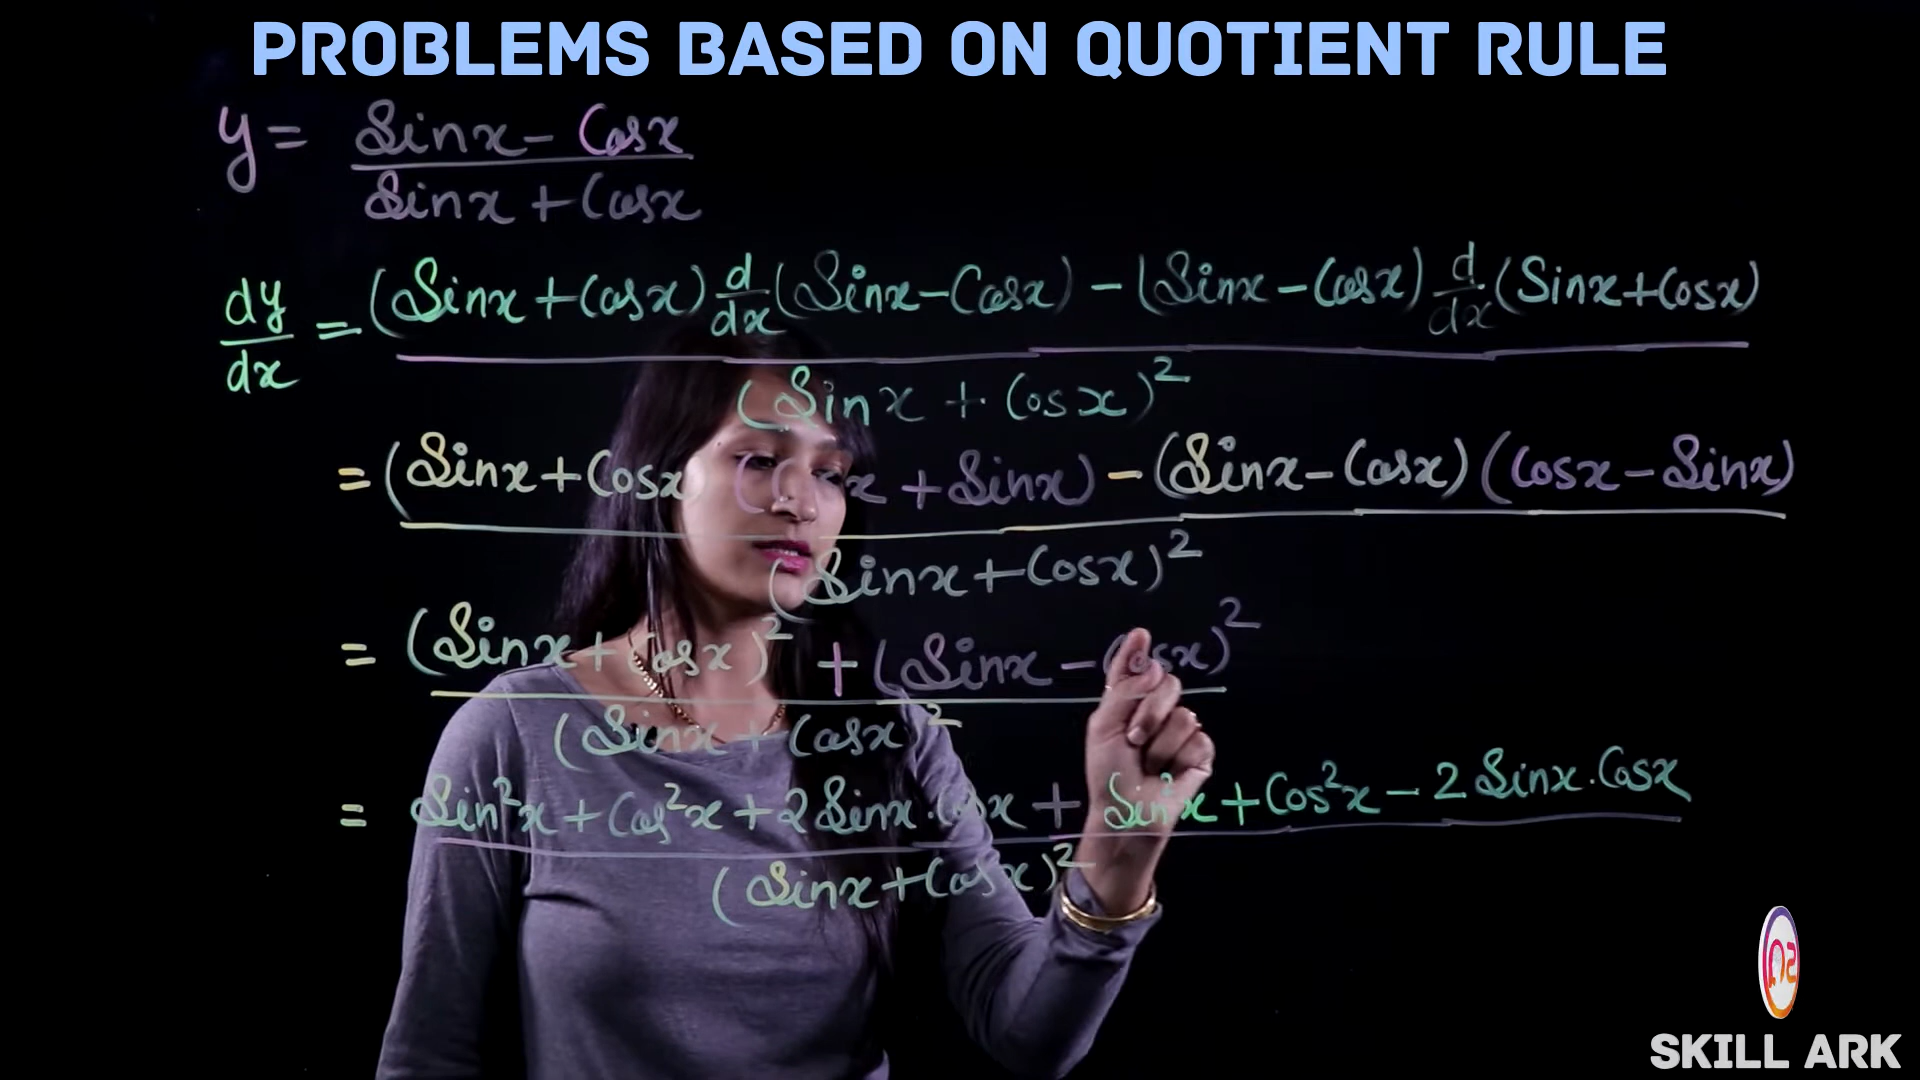 PROBLEMS BASED ON QUOTIENT RULE
y = Sinx - Cosx
Sinx + Cosx
dy/dx = (Sinx + Cosx) d/dx (Sinx - Cosx) - (Sinx - Cosx) d/dx (Sinx + Cosx)
(Sinx + Cosx)²
= (Sinx + Cosx (C x + Sinx) - (Sinx - Cosx) (Cosx - Sinx)
(Sinx + Cosx)²
= (Sinx + Cosx)² + (Sinx - Cosx)²
(Sinx + Cosx)²
= Sin²x + Cos²x + 2 Sinx . Cosx + Sin²x + Cos²x - 2 Sinx . Cosx
(Sinx + Cosx)²
SKILL ARK